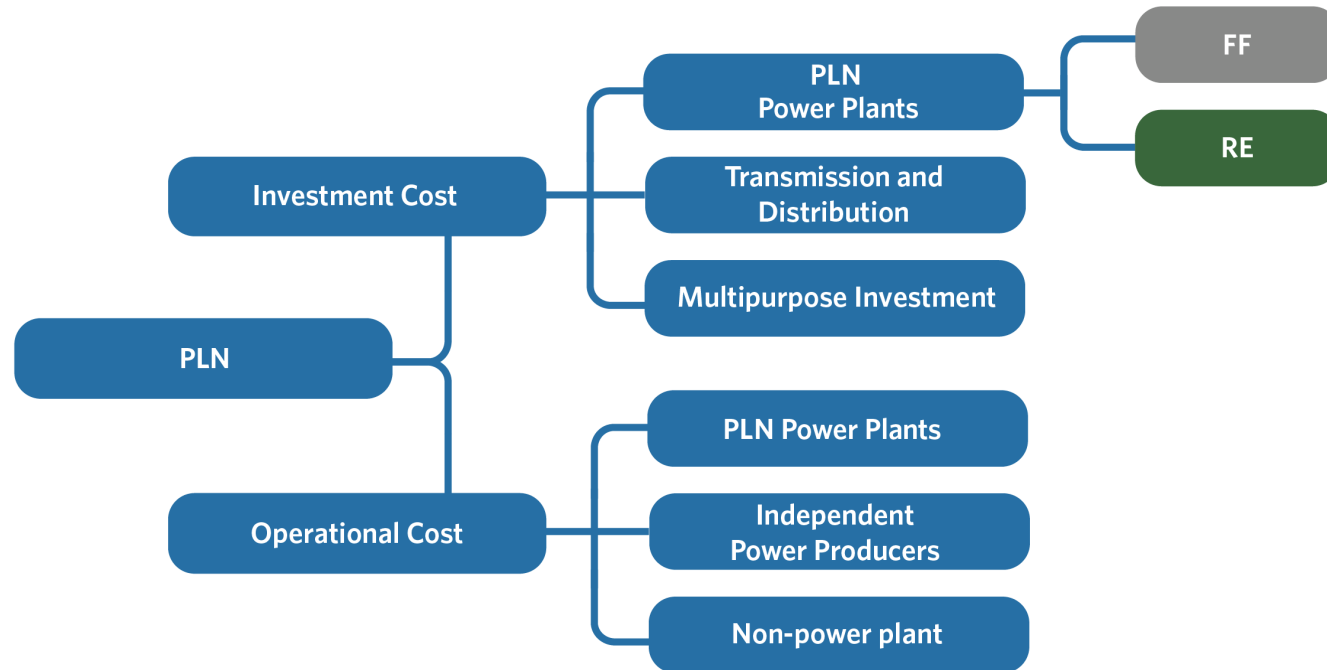 FF
PLN
Power Plants
RE
Investment Cost
Transmission and
Distribution
Multipurpose Investment
PLN
PLN Power Plants
Operational Cost
Independent
Power Producers
Non-power plant